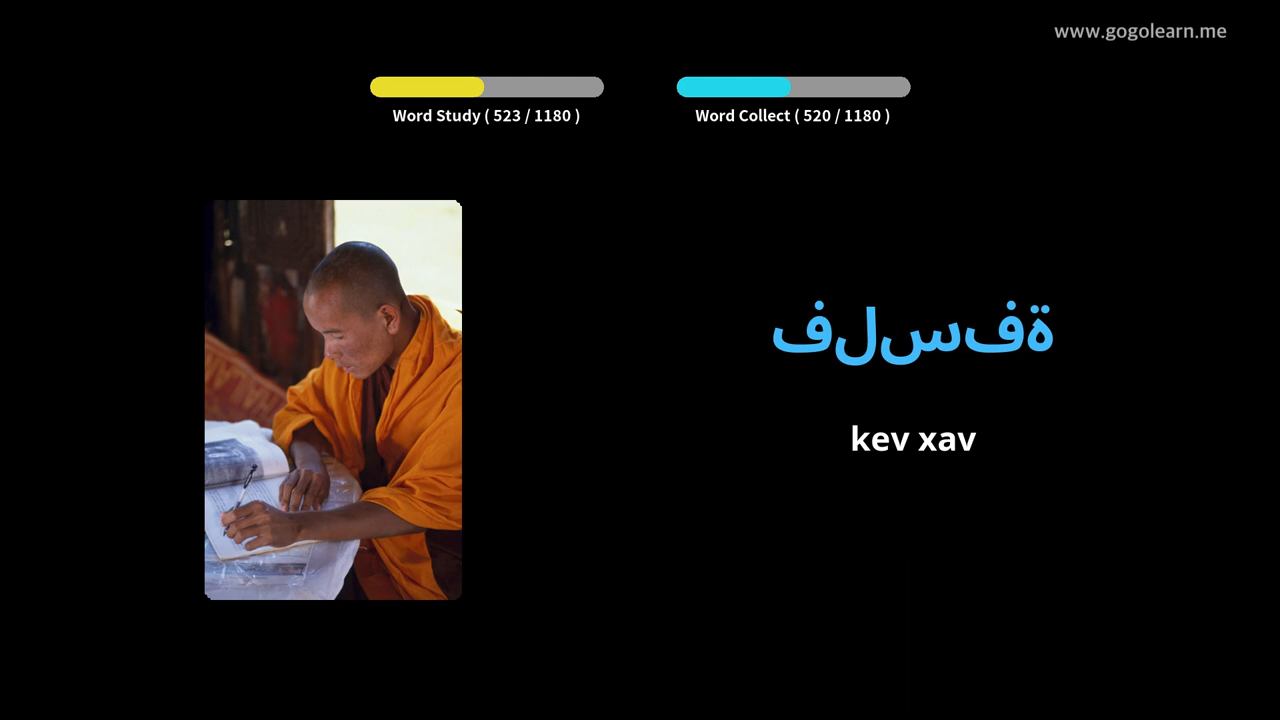 www.gogolearn.me
Word Study ( 523 / 1180 )
Word Collect ( 520 / 1180 )
فلسفة
kev xav